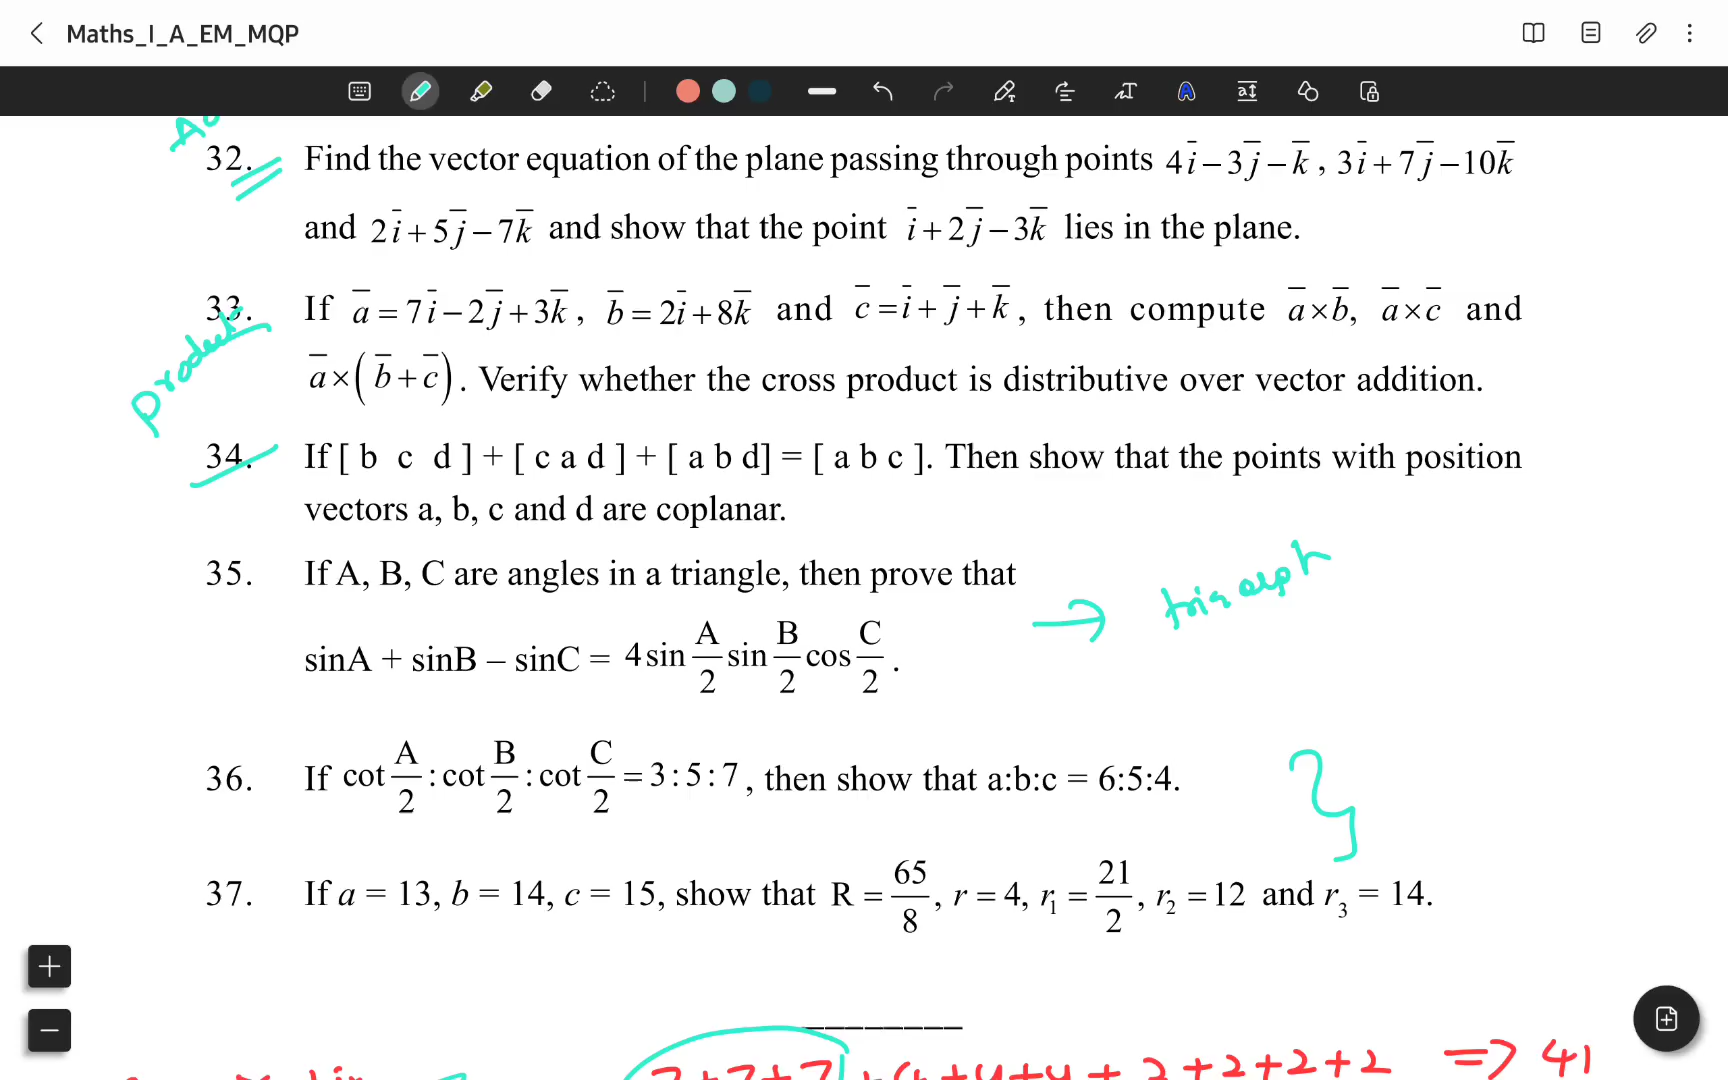 Maths_I_A_EM_MQP
32. Find the vector equation of the plane passing through points 4i̅ − 3j̅ − k̅, 3i̅ + 7j̅ − 10k̅
and 2i̅ + 5j̅ − 7k̅ and show that the point i̅ + 2j̅ − 3k̅ lies in the plane.
33. If a̅ = 7i̅ − 2j̅ + 3k̅, b̅ = 2i̅ + 8k̅ and c̅ = i̅ + j̅ + k̅, then compute a̅ × b̅, a̅ × c̅ and
product
a̅ × (b̅ + c̅). Verify whether the cross product is distributive over vector addition.
34. If [ b c d ] + [ c a d ] + [ a b d] = [ a b c ]. Then show that the points with position
vectors a, b, c and d are coplanar.
35. If A, B, C are angles in a triangle, then prove that
sinA + sinB – sinC = 4 sin A/2 sin B/2 cos C/2 .
36. If cot A/2 : cot B/2 : cot C/2 = 3 : 5 : 7, then show that a:b:c = 6:5:4.
37. If a = 13, b = 14, c = 15, show that R = 65/8, r = 4, r₁ = 21/2, r₂ = 12 and r₃ = 14.
=> 41